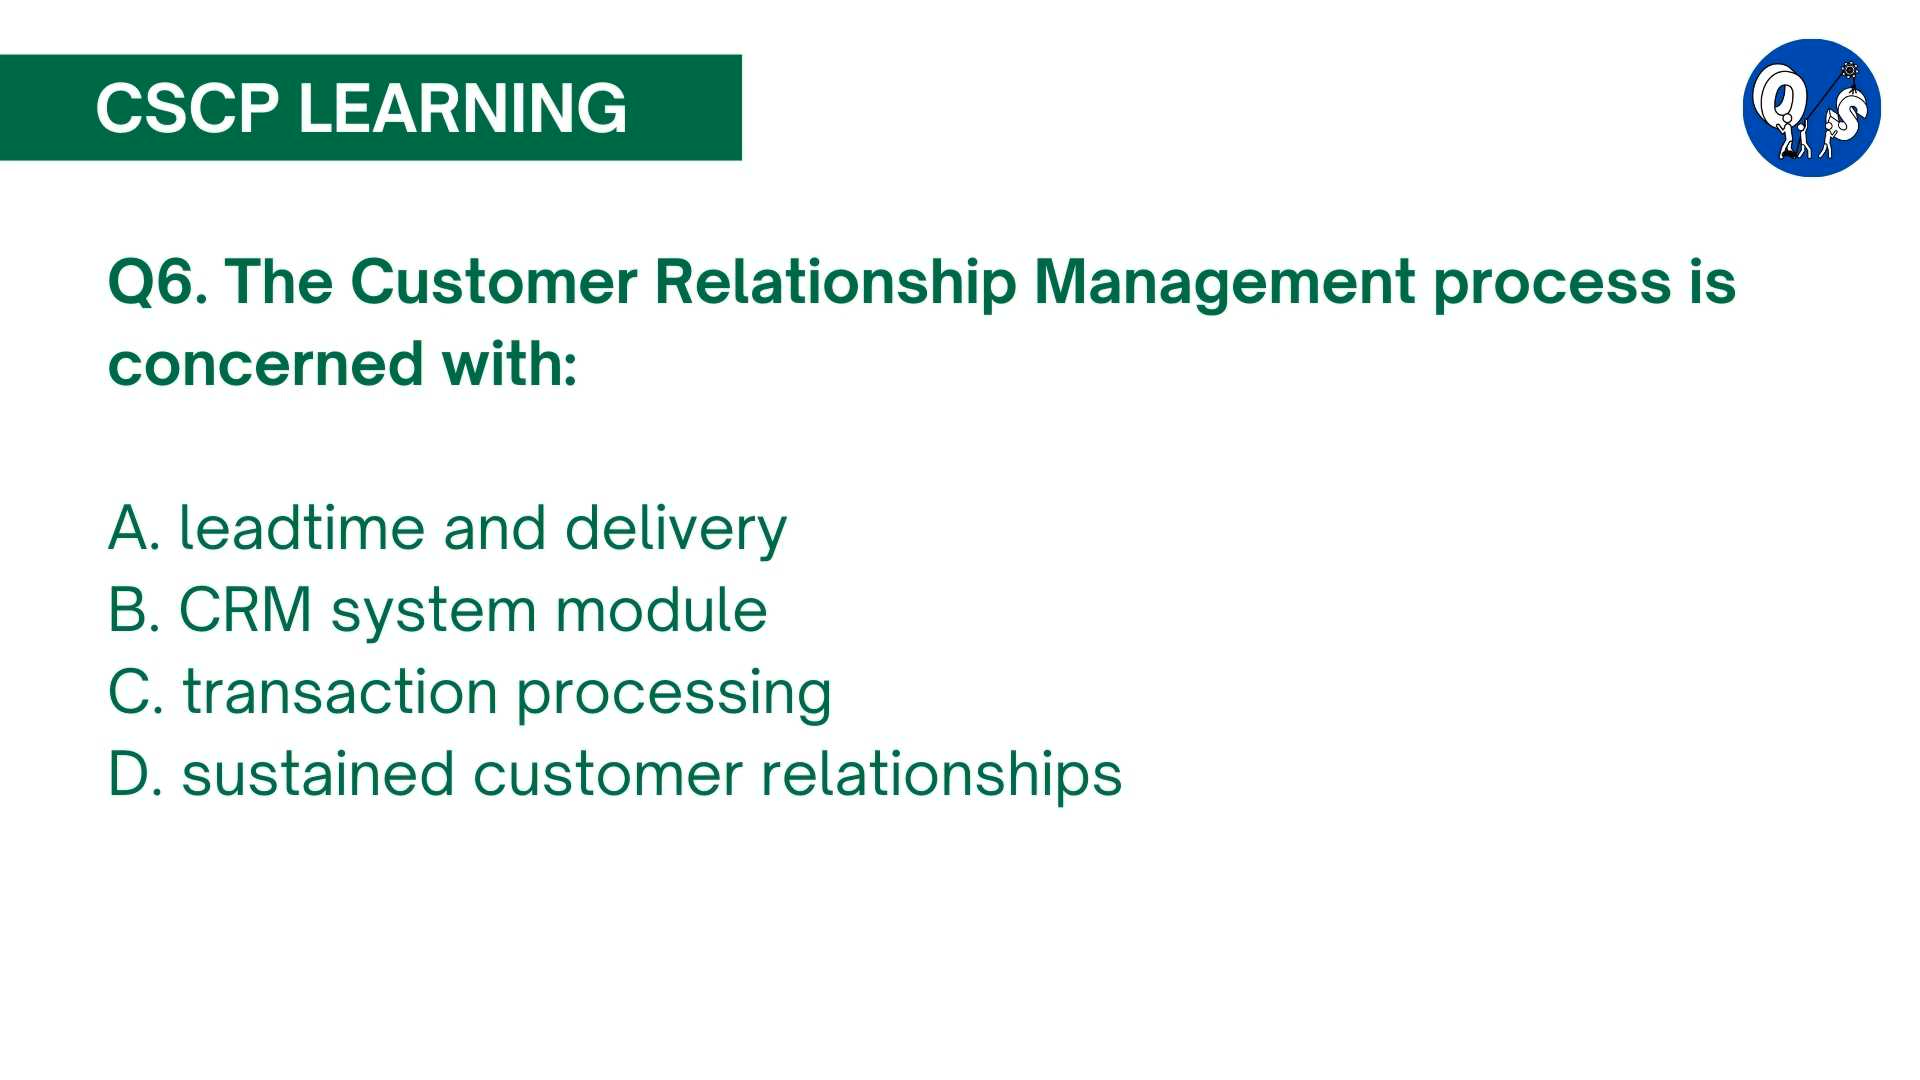 CSCP LEARNING
Q/S
Q6. The Customer Relationship Management process is
concerned with:
A. leadtime and delivery
B. CRM system module
C. transaction processing
D. sustained customer relationships